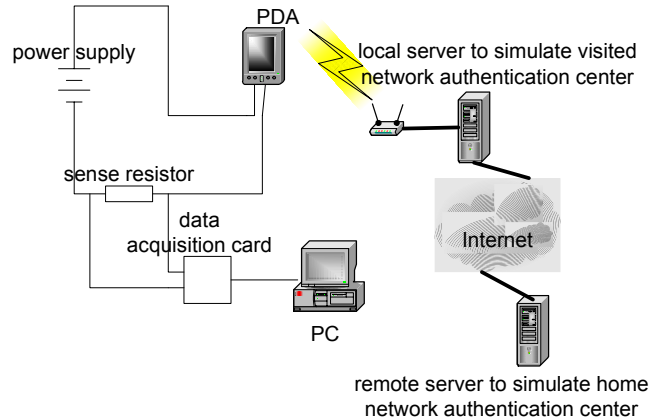 PDA
power supply
local server to simulate visited
network authentication center
sense resistor
data
acquisition card
Internet
PC
remote server to simulate home
network authentication center